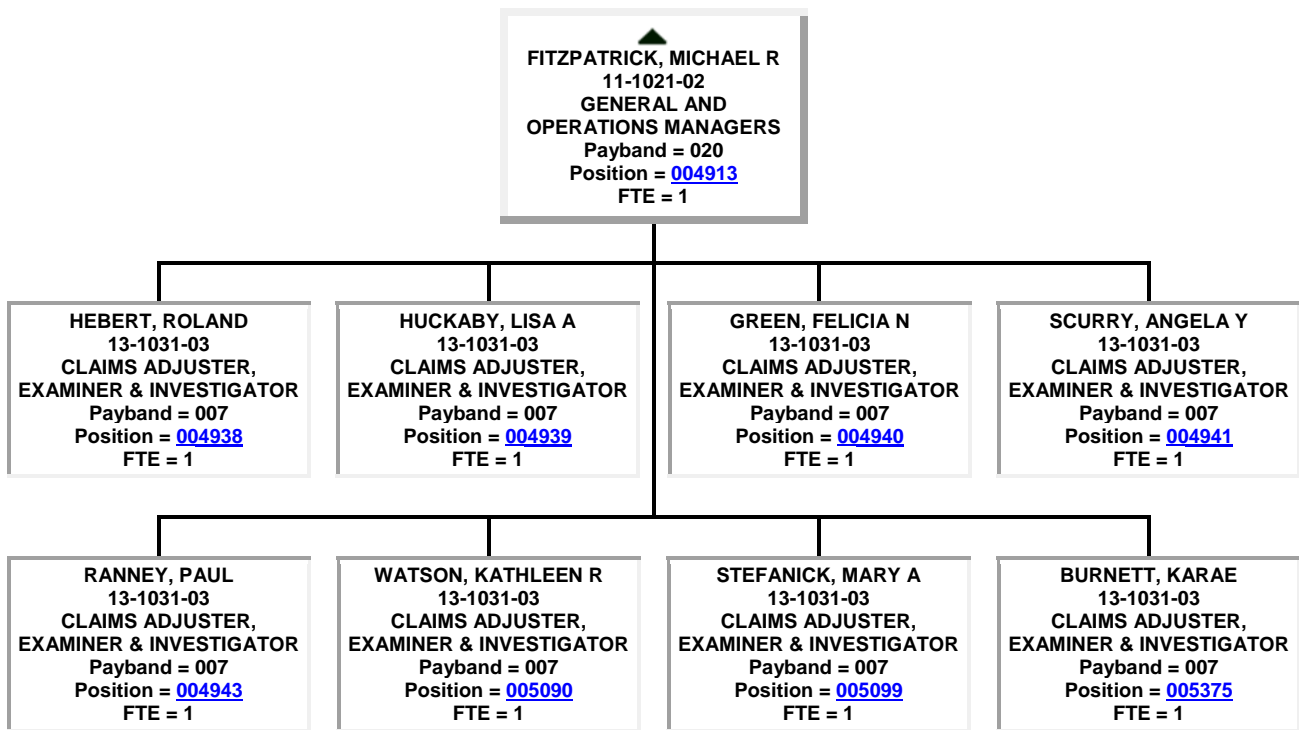 FITZPATRICK, MICHAEL R
11-1021-02
GENERAL AND
OPERATIONS MANAGERS
Payband = 020
Position = 004913
FTE = 1
HEBERT, ROLAND
13-1031-03
CLAIMS ADJUSTER,
EXAMINER & INVESTIGATOR
Payband = 007
Position = 004938
FTE = 1
HUCKABY, LISA A
13-1031-03
CLAIMS ADJUSTER,
EXAMINER & INVESTIGATOR
Payband = 007
Position = 004939
FTE = 1
GREEN, FELICIA N
13-1031-03
CLAIMS ADJUSTER,
EXAMINER & INVESTIGATOR
Payband = 007
Position = 004940
FTE = 1
SCURRY, ANGELA Y
13-1031-03
CLAIMS ADJUSTER,
EXAMINER & INVESTIGATOR
Payband = 007
Position = 004941
FTE = 1
RANNEY, PAUL
13-1031-03
CLAIMS ADJUSTER,
EXAMINER & INVESTIGATOR
Payband = 007
Position = 004943
FTE = 1
WATSON, KATHLEEN R
13-1031-03
CLAIMS ADJUSTER,
EXAMINER & INVESTIGATOR
Payband = 007
Position = 005090
FTE = 1
STEFANICK, MARY A
13-1031-03
CLAIMS ADJUSTER,
EXAMINER & INVESTIGATOR
Payband = 007
Position = 005099
FTE = 1
BURNETT, KARAE
13-1031-03
CLAIMS ADJUSTER,
EXAMINER & INVESTIGATOR
Payband = 007
Position = 005375
FTE = 1